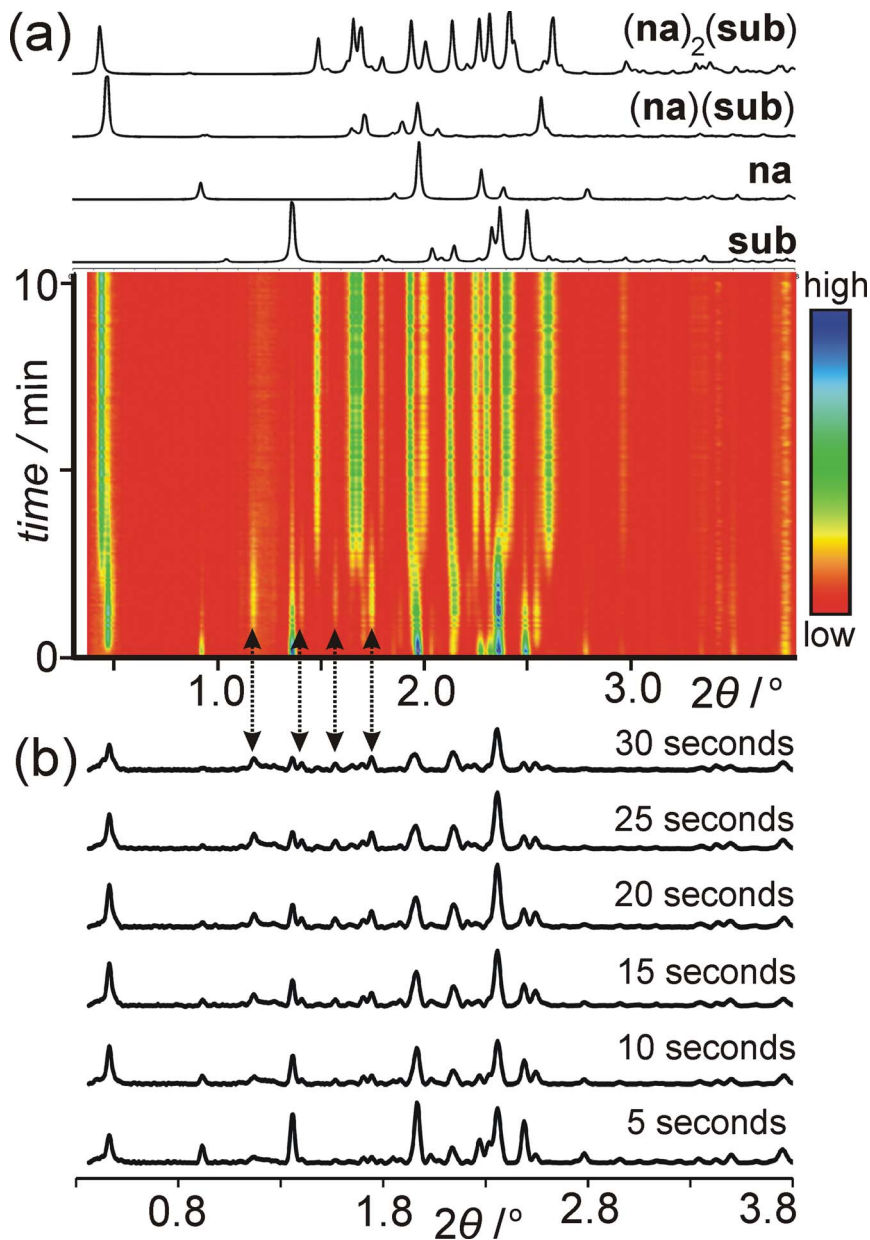 (a)
(na)2(sub)
(na)(sub)
na
sub
10
high
time / min
5
low
0
1.0 2.0 3.0 2θ / °
(b)
30 seconds
25 seconds
20 seconds
15 seconds
10 seconds
5 seconds
0.8 1.8 2.8 3.8
2θ / °